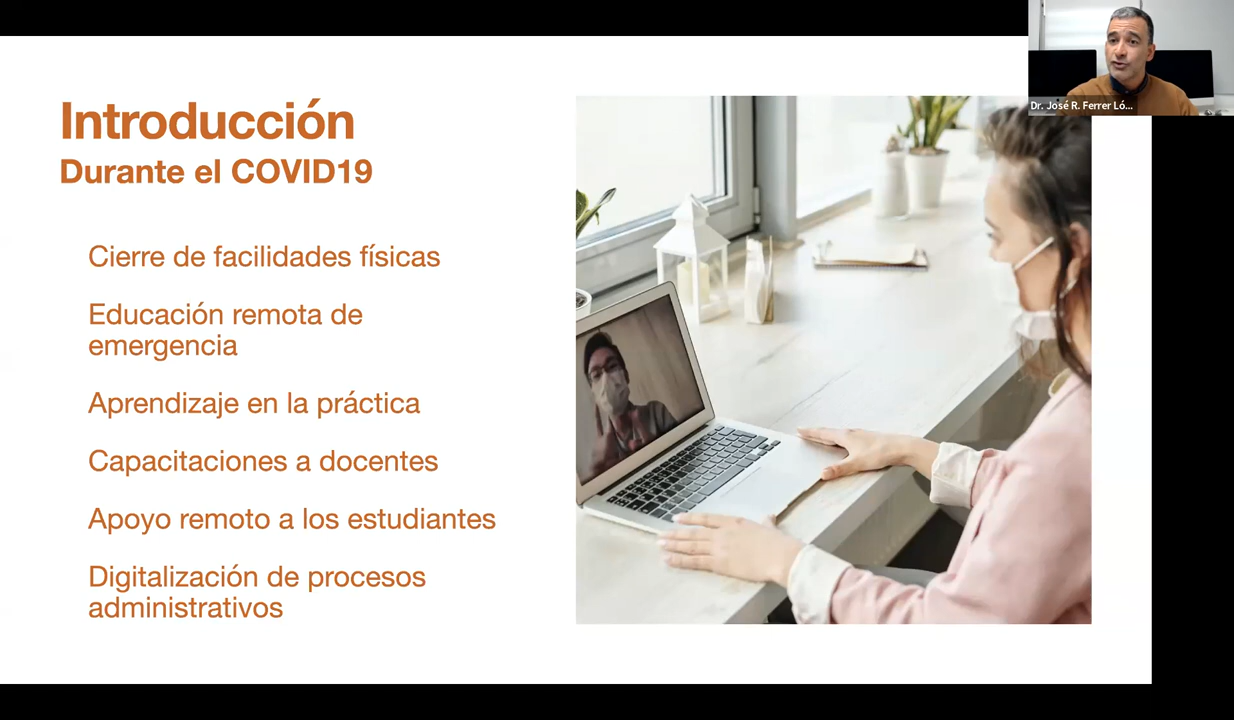 Introducción
Durante el COVID19
Cierre de facilidades físicas
Educación remota de
emergencia
Aprendizaje en la práctica
Capacitaciones a docentes
Apoyo remoto a los estudiantes
Digitalización de procesos
administrativos
Dr. José R. Ferrer Ló...